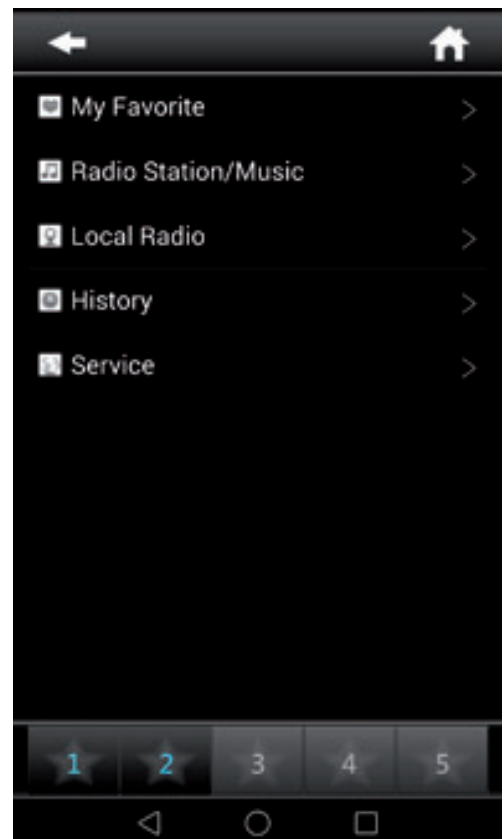 My Favorite
Radio Station/Music
Local Radio
History
Service
1 2 3 4 5